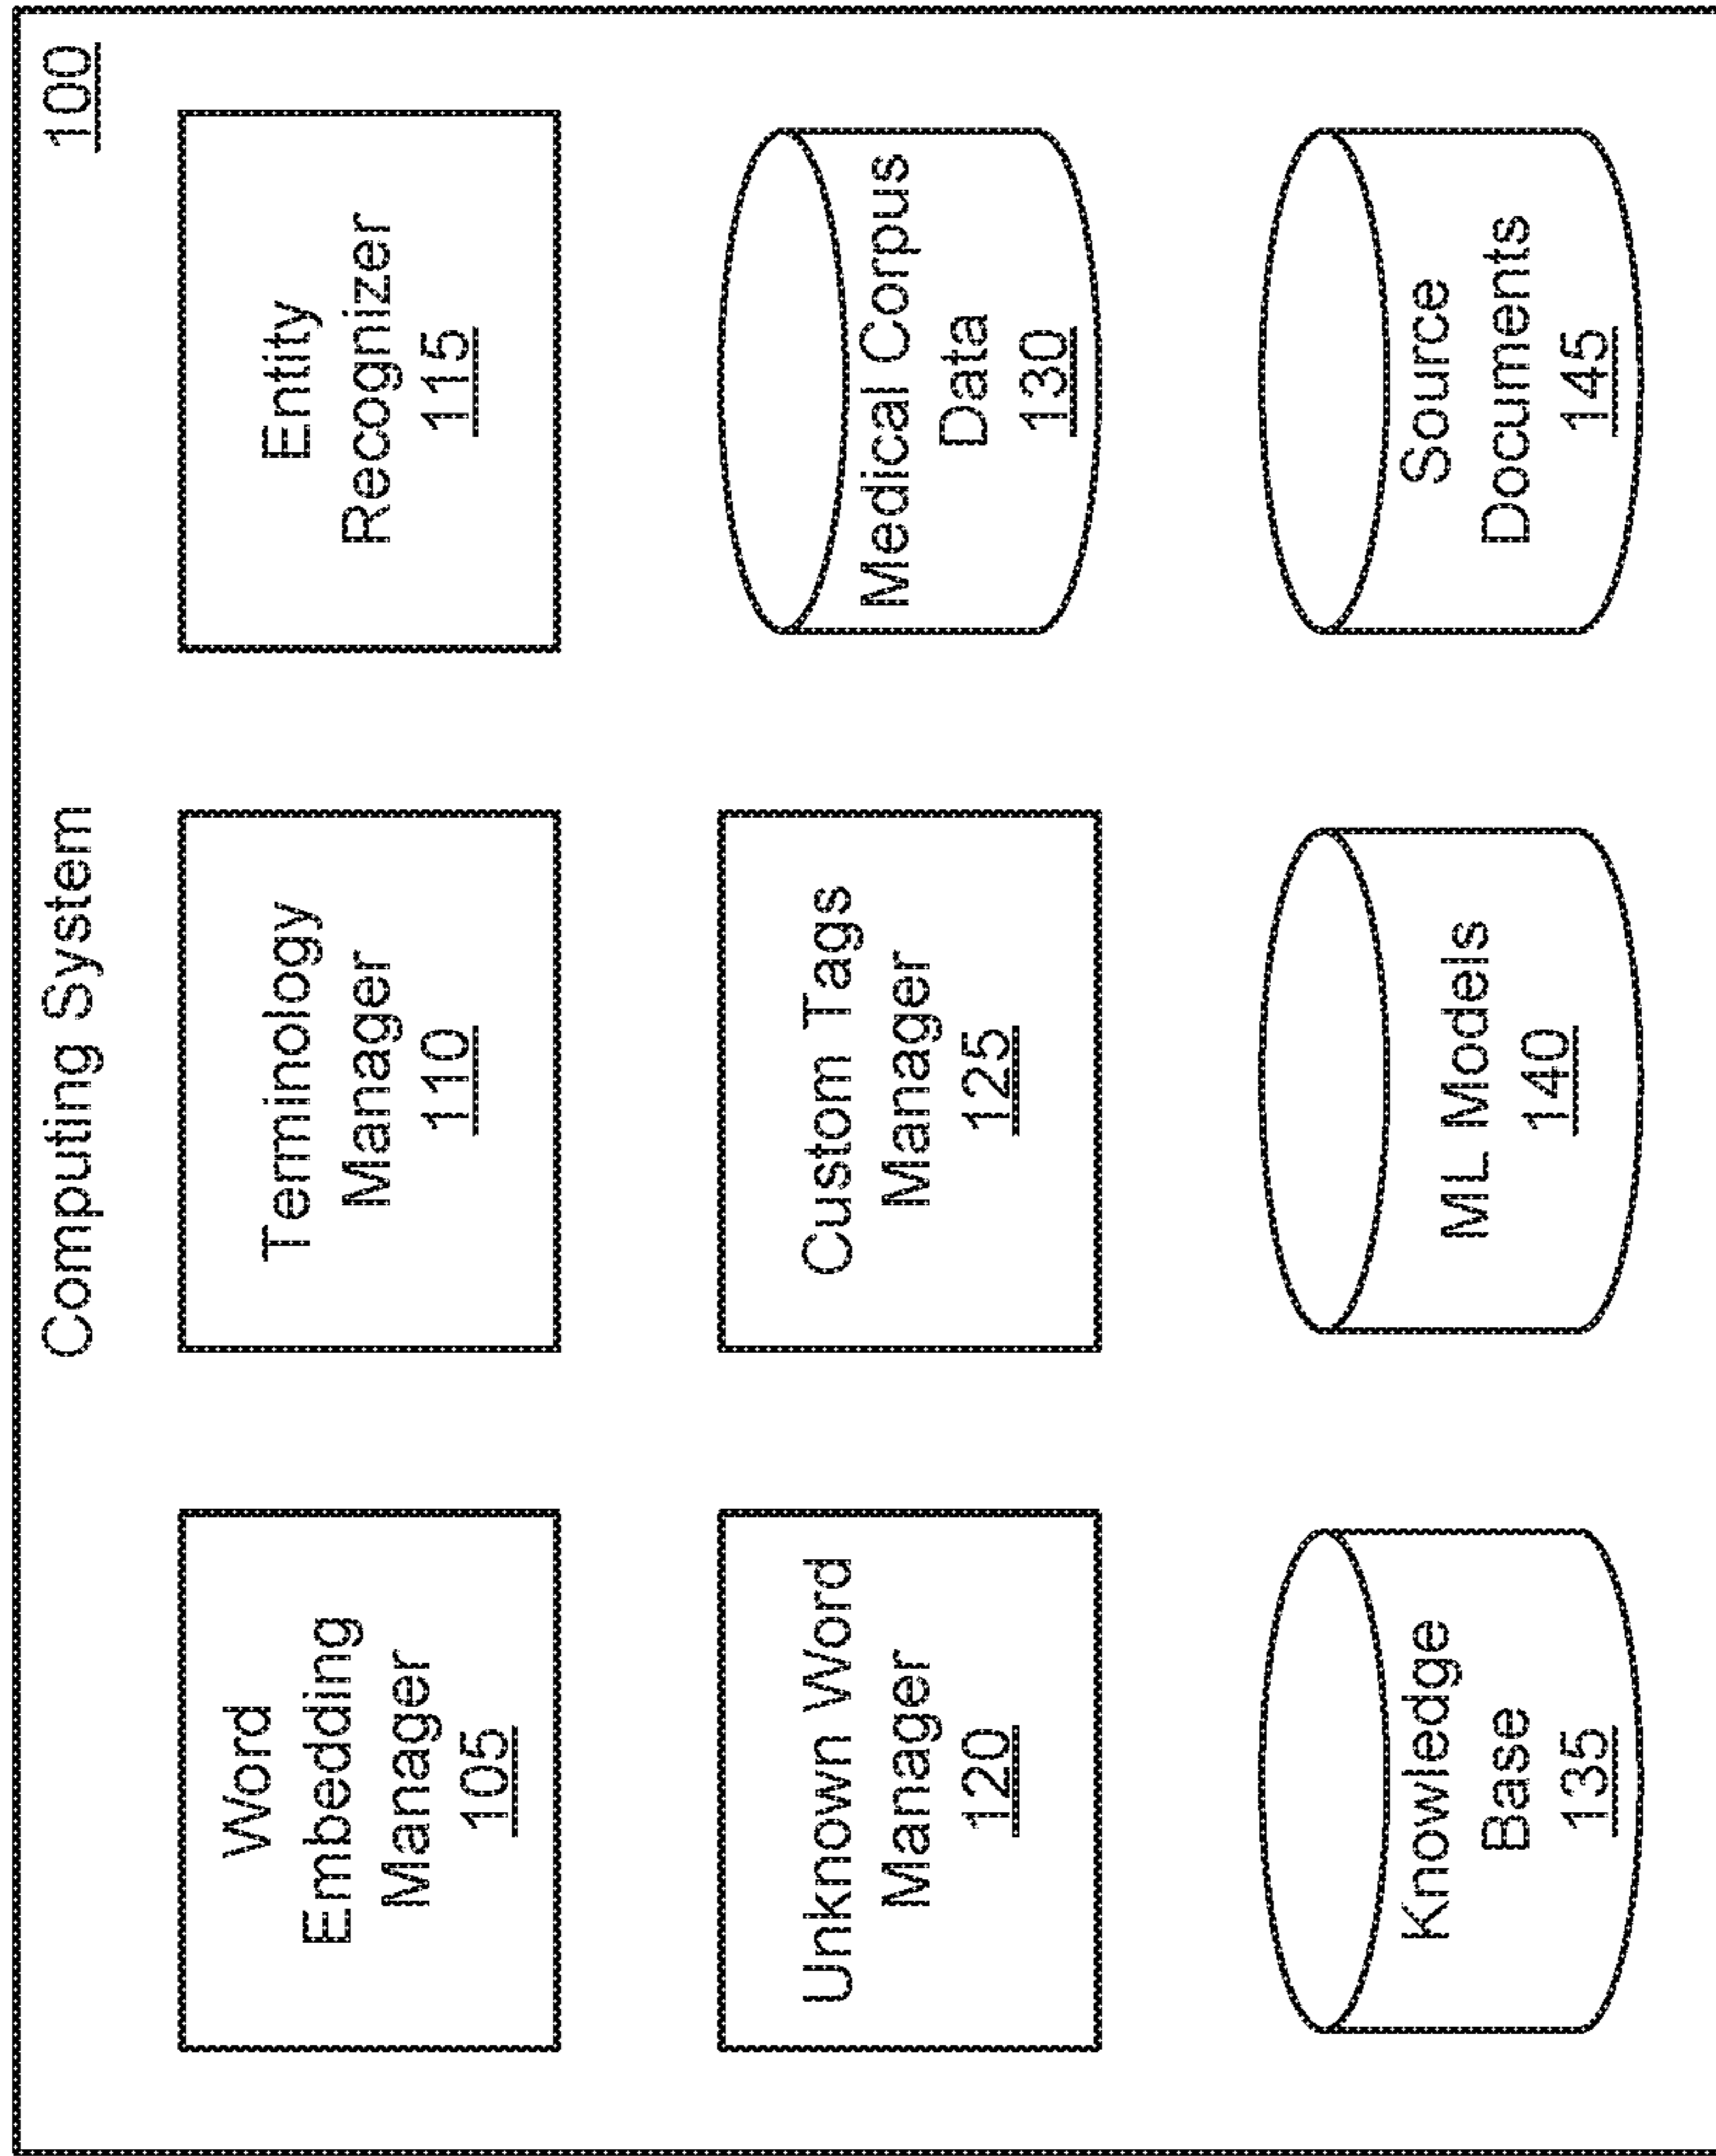 Computing System
100
Word
Embedding
Manager
105
Terminology
Manager
110
Entity
Recognizer
115
Unknown Word
Manager
120
Custom Tags
Manager
125
Medical Corpus
Data
130
Knowledge
Base
135
ML Models
140
Source
Documents
145